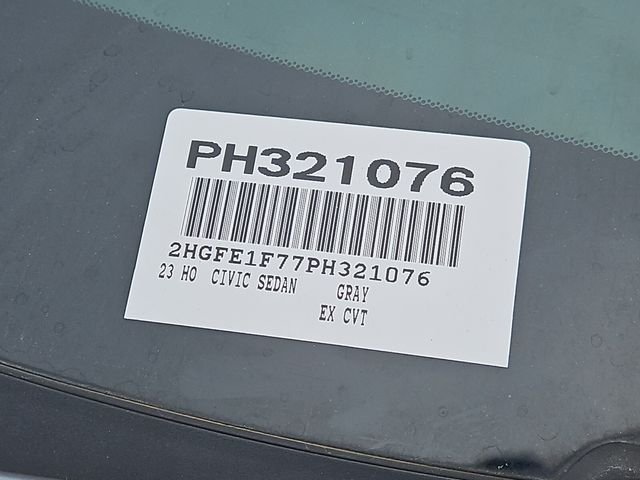 PH321076
2HGFE1F77PH321076
23 HO CIVIC SEDAN GRAY
EX CVT